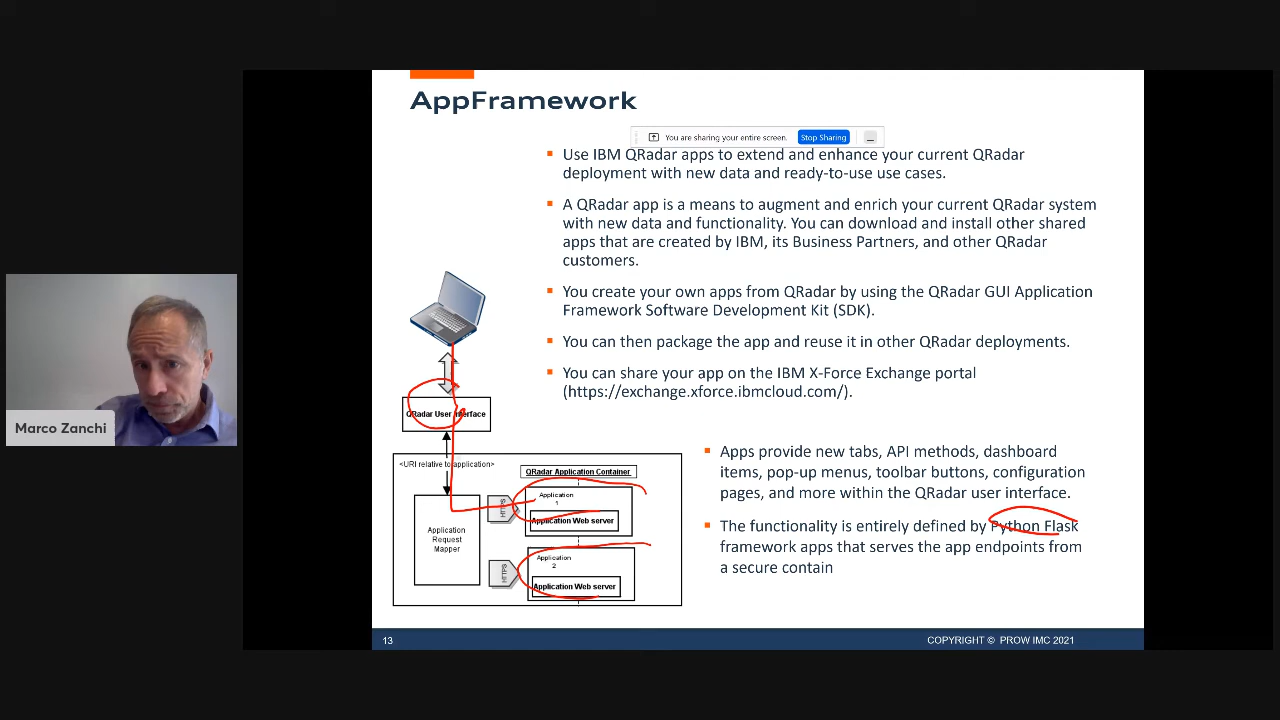 AppFramework
You are sharing your entire screen.
Stop Sharing
Use IBM QRadar apps to extend and enhance your current QRadar
deployment with new data and ready-to-use use cases.
A QRadar app is a means to augment and enrich your current QRadar system
with new data and functionality. You can download and install other shared
apps that are created by IBM, its Business Partners, and other QRadar
customers.
You create your own apps from QRadar by using the QRadar GUI Application
Framework Software Development Kit (SDK).
You can then package the app and reuse it in other QRadar deployments.
You can share your app on the IBM X-Force Exchange portal
(https://exchange.xforce.ibmcloud.com/).
Marco Zanchi
QRadar User Interface
<URI relative to application>
QRadar Application Container
Application
Request
Mapper
HTTPS
Application
1
Application Web server
HTTPS
Application
2
Application Web server
Apps provide new tabs, API methods, dashboard
items, pop-up menus, toolbar buttons, configuration
pages, and more within the QRadar user interface.
The functionality is entirely defined by Python Flask
framework apps that serves the app endpoints from
a secure contain
13
COPYRIGHT © PROW IMC 2021